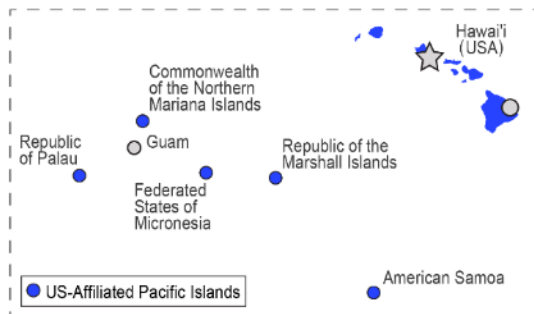 Hawai'i
(USA)
Commonwealth
of the Northern
Mariana Islands
Republic
of Palau
Guam
Republic of the
Marshall Islands
Federated
States of
Micronesia
American Samoa
US-Affiliated Pacific Islands